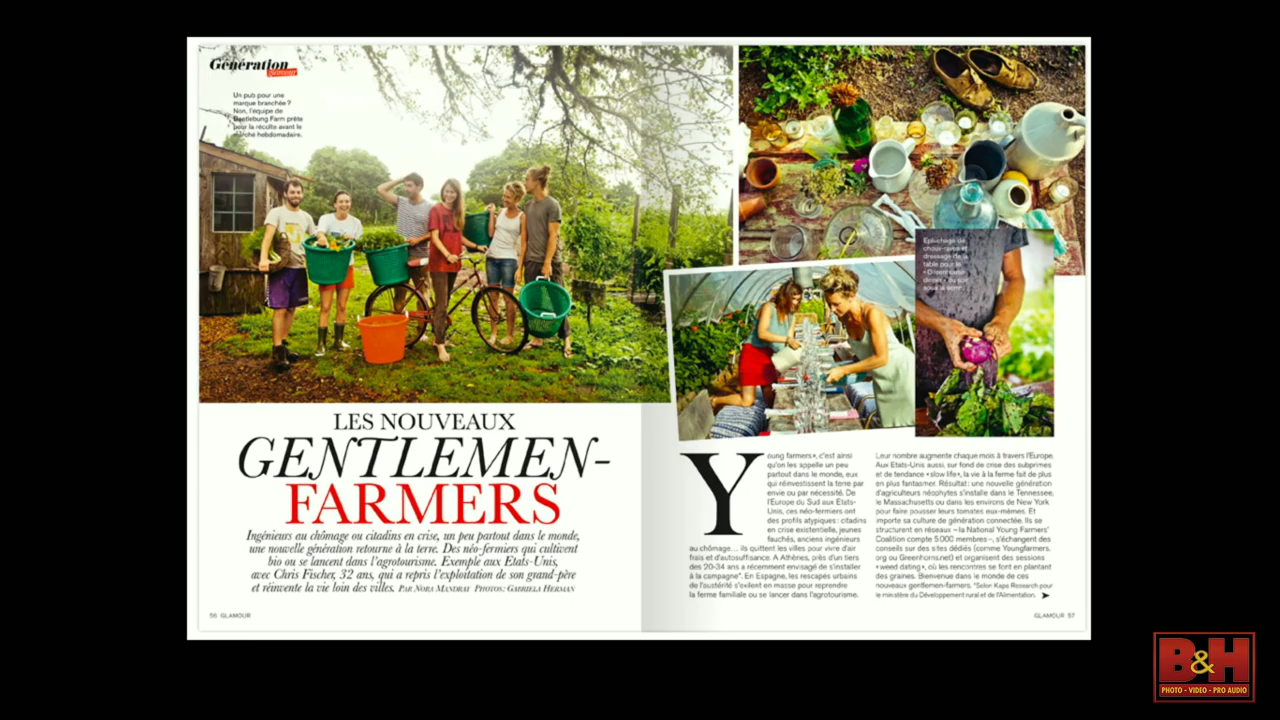 Génération
glamour
Un pub pour une
marque branchée ?
Non, l'équipe de
Beetlebung Farm prête
pour la récolte avant le
marché hebdomadaire.
Epluchage de
choux-raves et
dressage de la
table pour le
LES NOUVEAUX
GENTLEMEN-
FARMERS
Ingénieurs au chômage ou citadins en crise, un peu partout dans le monde,
une nouvelle génération retourne à la terre. Des néo-fermiers qui cultivent
bio ou se lancent dans l'agrotourisme. Exemple aux Etats-Unis,
avec Chris Fischer, 32 ans, qui a repris l'exploitation de son grand-père
et réinvente la vie loin des villes. PAR NORA MANDRAY PHOTOS: GABRIELA HERMAN
Young farmers», c'est ainsi
qu'on les appelle un peu
partout dans le monde, eux
qui réinvestissent la terre par
envie ou par nécessité. De
l'Europe du Sud aux Etats-
Unis, ces néo-fermiers ont
des profils atypiques : citadins
en crise existentielle, jeunes
fauchés, anciens ingénieurs
au chômage… ils quittent les villes pour vivre d'air
frais et d'autosuffisance. A Athènes, près d'un tiers
des 20-34 ans a récemment envisagé de s'installer
à la campagne*. En Espagne, les rescapés urbains
de l'austérité s'exilent en masse pour reprendre
la ferme familiale ou se lancer dans l'agrotourisme.
Leur nombre augmente chaque mois à travers l'Europe.
Aux Etats-Unis aussi, sur fond de crise des subprimes
et de tendance «slow life», la vie à la ferme fait de plus
en plus fantasmer. Résultat : une nouvelle génération
d'agriculteurs néophytes s'installe dans le Tennessee,
le Massachusetts ou dans les environs de New York
pour faire pousser leurs tomates eux-mêmes. Et
importe sa culture de génération connectée. Ils se
structurent en réseaux –la National Young Farmers'
Coalition compte 5 000 membres–, s'échangent des
conseils sur des sites dédiés (comme Youngfarmers.
org ou Greenhorns.net) et organisent des sessions
«weed dating», où les rencontres se font en plantant
des graines. Bienvenue dans le monde de ces
nouveaux gentlemen-farmers. *Selon Kapa Research pour
le ministère du Développement rural et de l'Alimentation.
56 GLAMOUR
GLAMOUR 57
B&H
PHOTO - VIDEO - PRO AUDIO